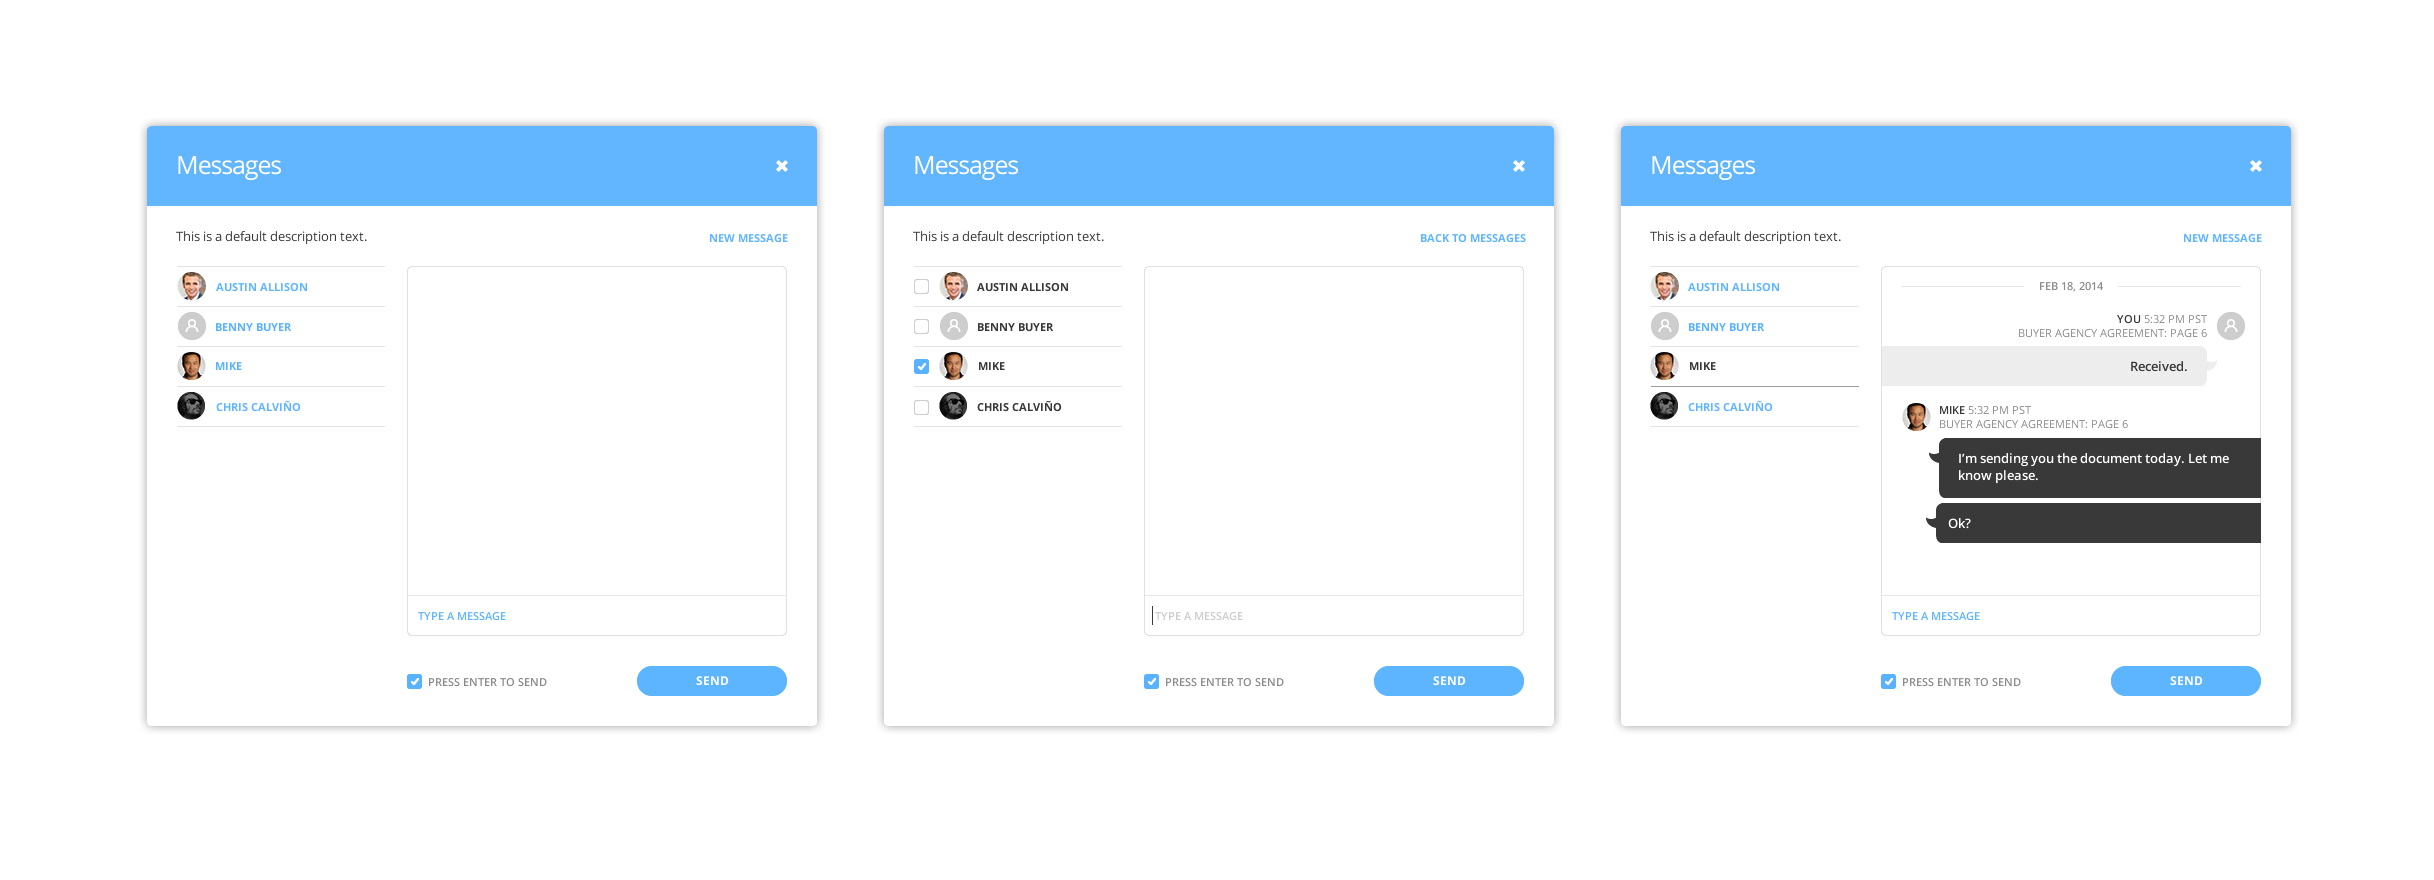 Messages
This is a default description text.
NEW MESSAGE
AUSTIN ALLISON
BENNY BUYER
MIKE
CHRIS CALVIÑO
TYPE A MESSAGE
PRESS ENTER TO SEND
SEND
Messages
This is a default description text.
BACK TO MESSAGES
AUSTIN ALLISON
BENNY BUYER
MIKE
CHRIS CALVIÑO
TYPE A MESSAGE
PRESS ENTER TO SEND
SEND
Messages
This is a default description text.
NEW MESSAGE
AUSTIN ALLISON
BENNY BUYER
MIKE
CHRIS CALVIÑO
FEB 18, 2014
YOU 5:32 PM PST
BUYER AGENCY AGREEMENT: PAGE 6
Received.
MIKE 5:32 PM PST
BUYER AGENCY AGREEMENT: PAGE 6
I’m sending you the document today. Let me
know please.
Ok?
TYPE A MESSAGE
PRESS ENTER TO SEND
SEND